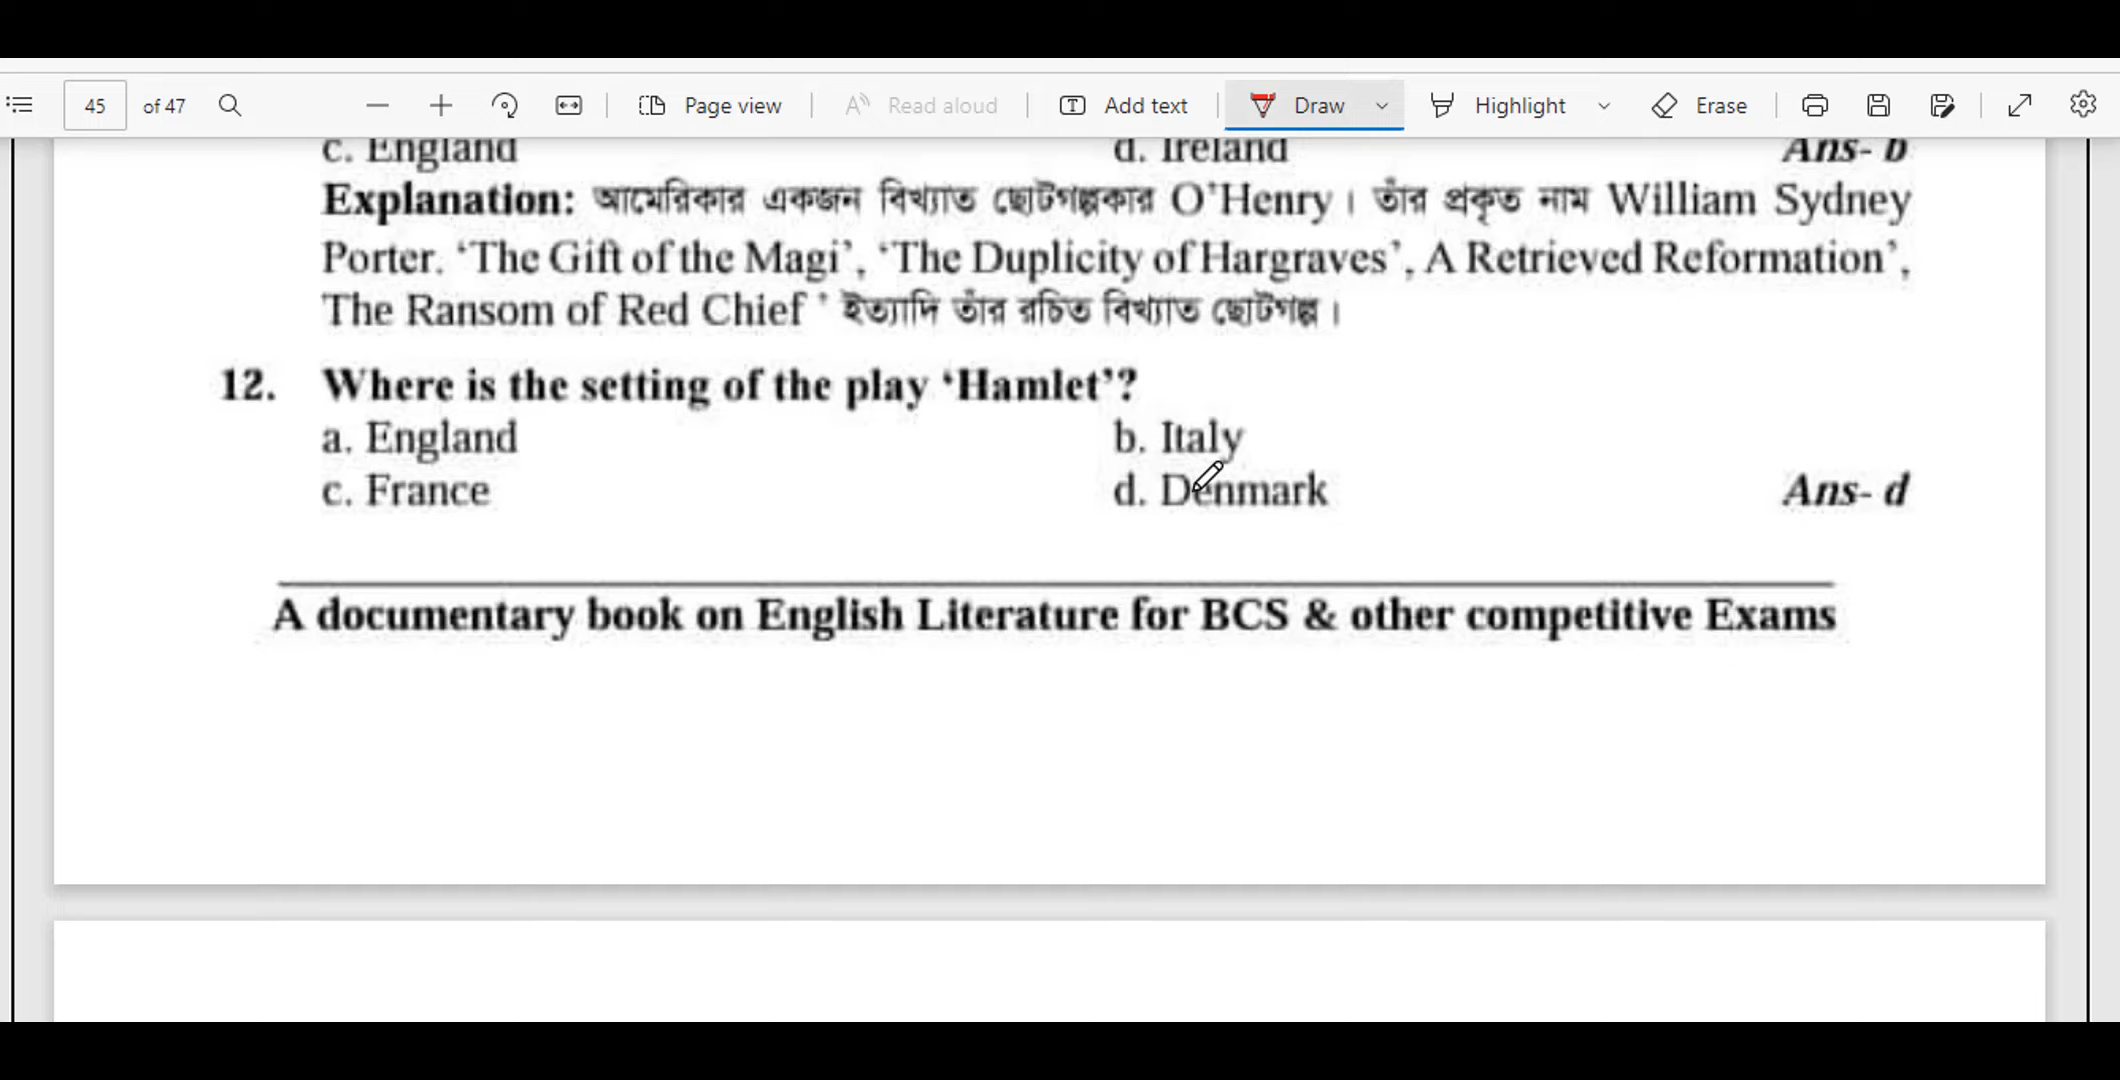 45 of 47 Page view Read aloud Add text Draw Highlight Erase
c. England d. Ireland Ans- b
Explanation: আমেরিকার একজন বিখ্যাত ছোটগল্পকার O’Henry। তাঁর প্রকৃত নাম William Sydney
Porter. ‘The Gift of the Magi’, ‘The Duplicity of Hargraves’, A Retrieved Reformation’,
The Ransom of Red Chief ’ ইত্যাদি তাঁর রচিত বিখ্যাত ছোটগল্প।
12. Where is the setting of the play ‘Hamlet’?
a. England b. Italy
c. France d. Denmark Ans- d
A documentary book on English Literature for BCS & other competitive Exams